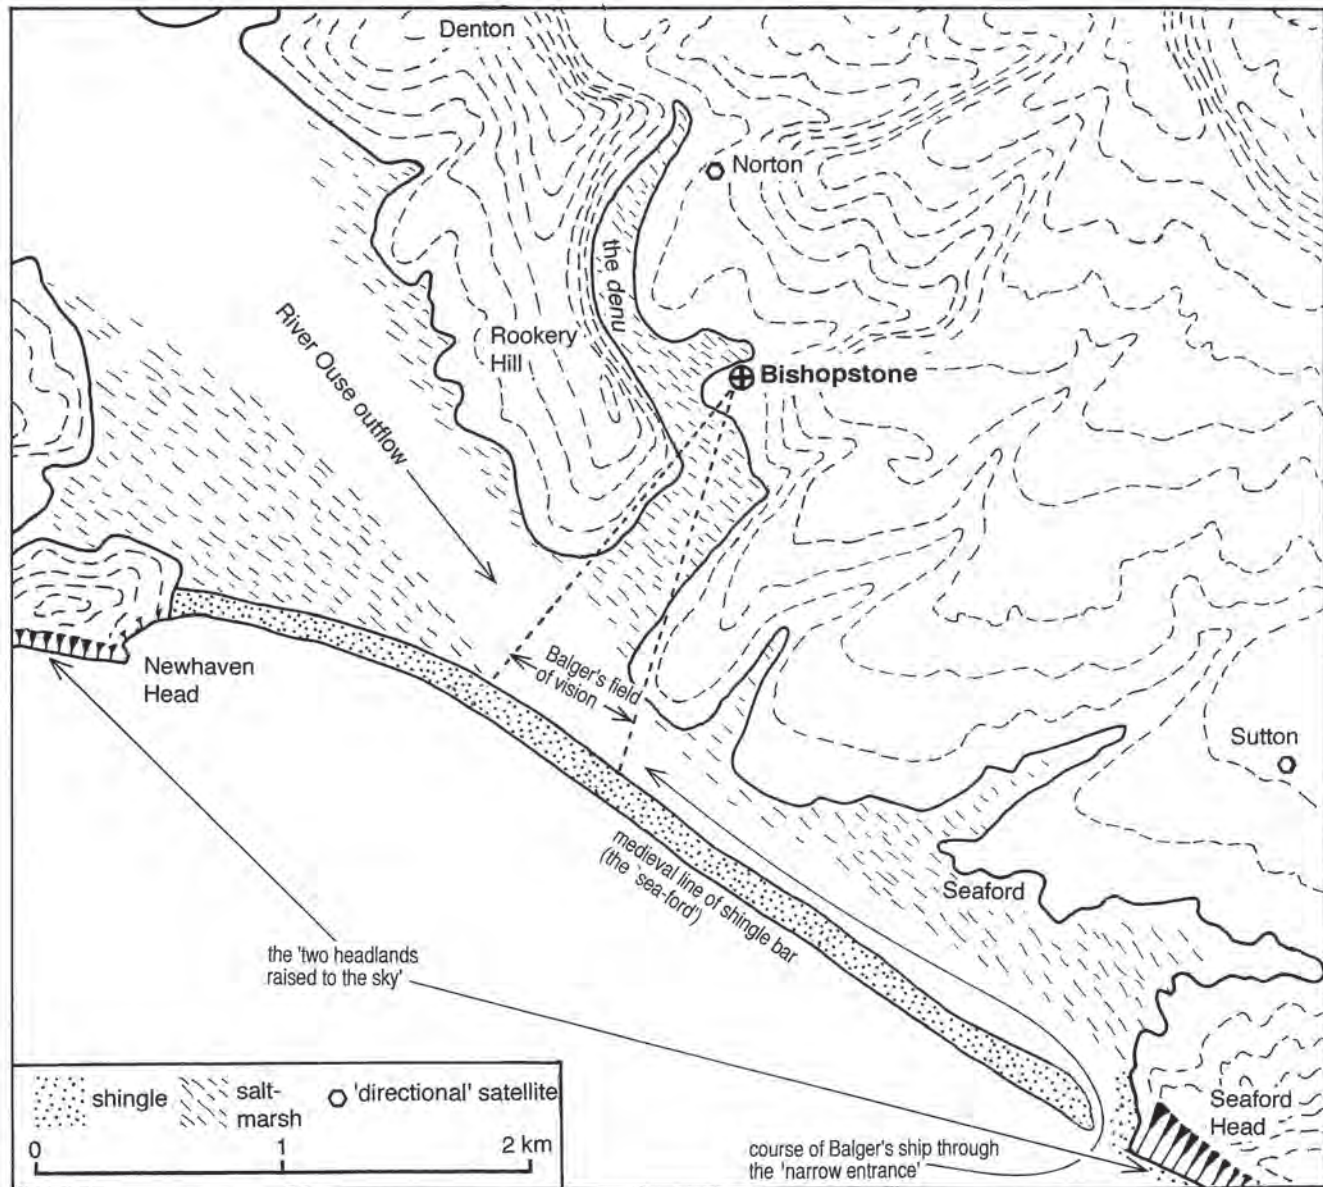 Denton
Norton
the denu
River Ouse outflow
Rookery
Hill
Bishopstone
Newhaven
Head
Balger's field
of vision
Sutton
medieval line of shingle bar
(the 'sea-ford')
Seaford
the 'two headlands
raised to the sky'
Seaford
Head
course of Balger's ship through
the 'narrow entrance'
shingle
salt-
marsh
'directional' satellite
0 1 2 km